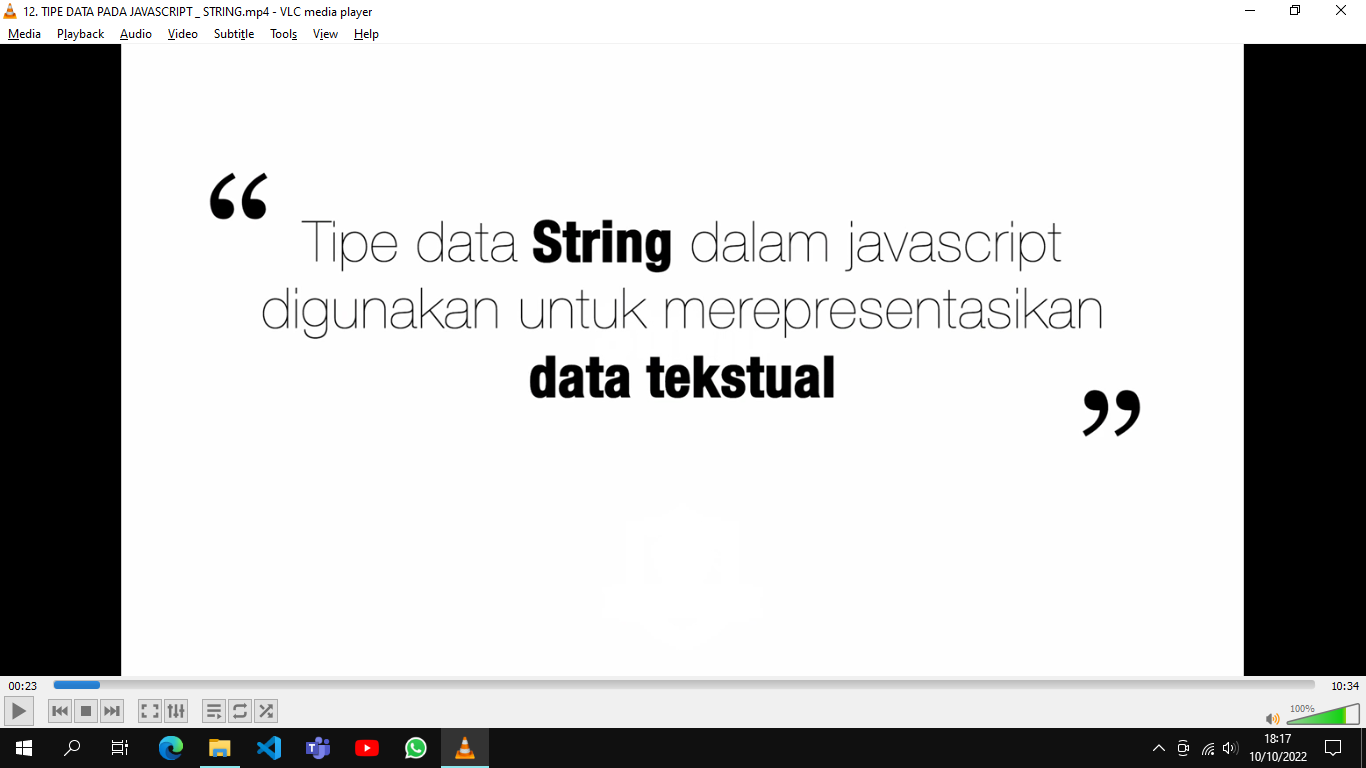 12. TIPE DATA PADA JAVASCRIPT _ STRING.mp4 - VLC media player
Media Playback Audio Video Subtitle Tools View Help
“
Tipe data String dalam javascript
digunakan untuk merepresentasikan
data tekstual
”
00:23 10:34
100%
18:17
10/10/2022